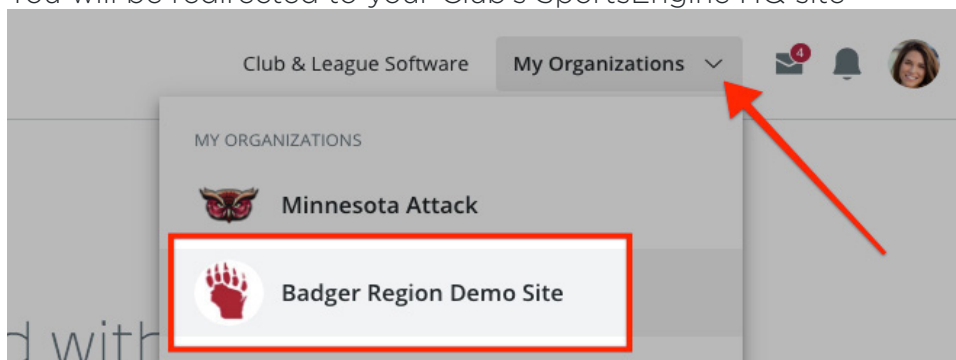 You will be redirected to your Club's SportsEngine HQ site
Club & League Software My Organizations 4
MY ORGANIZATIONS
Minnesota Attack
Badger Region Demo Site
d with